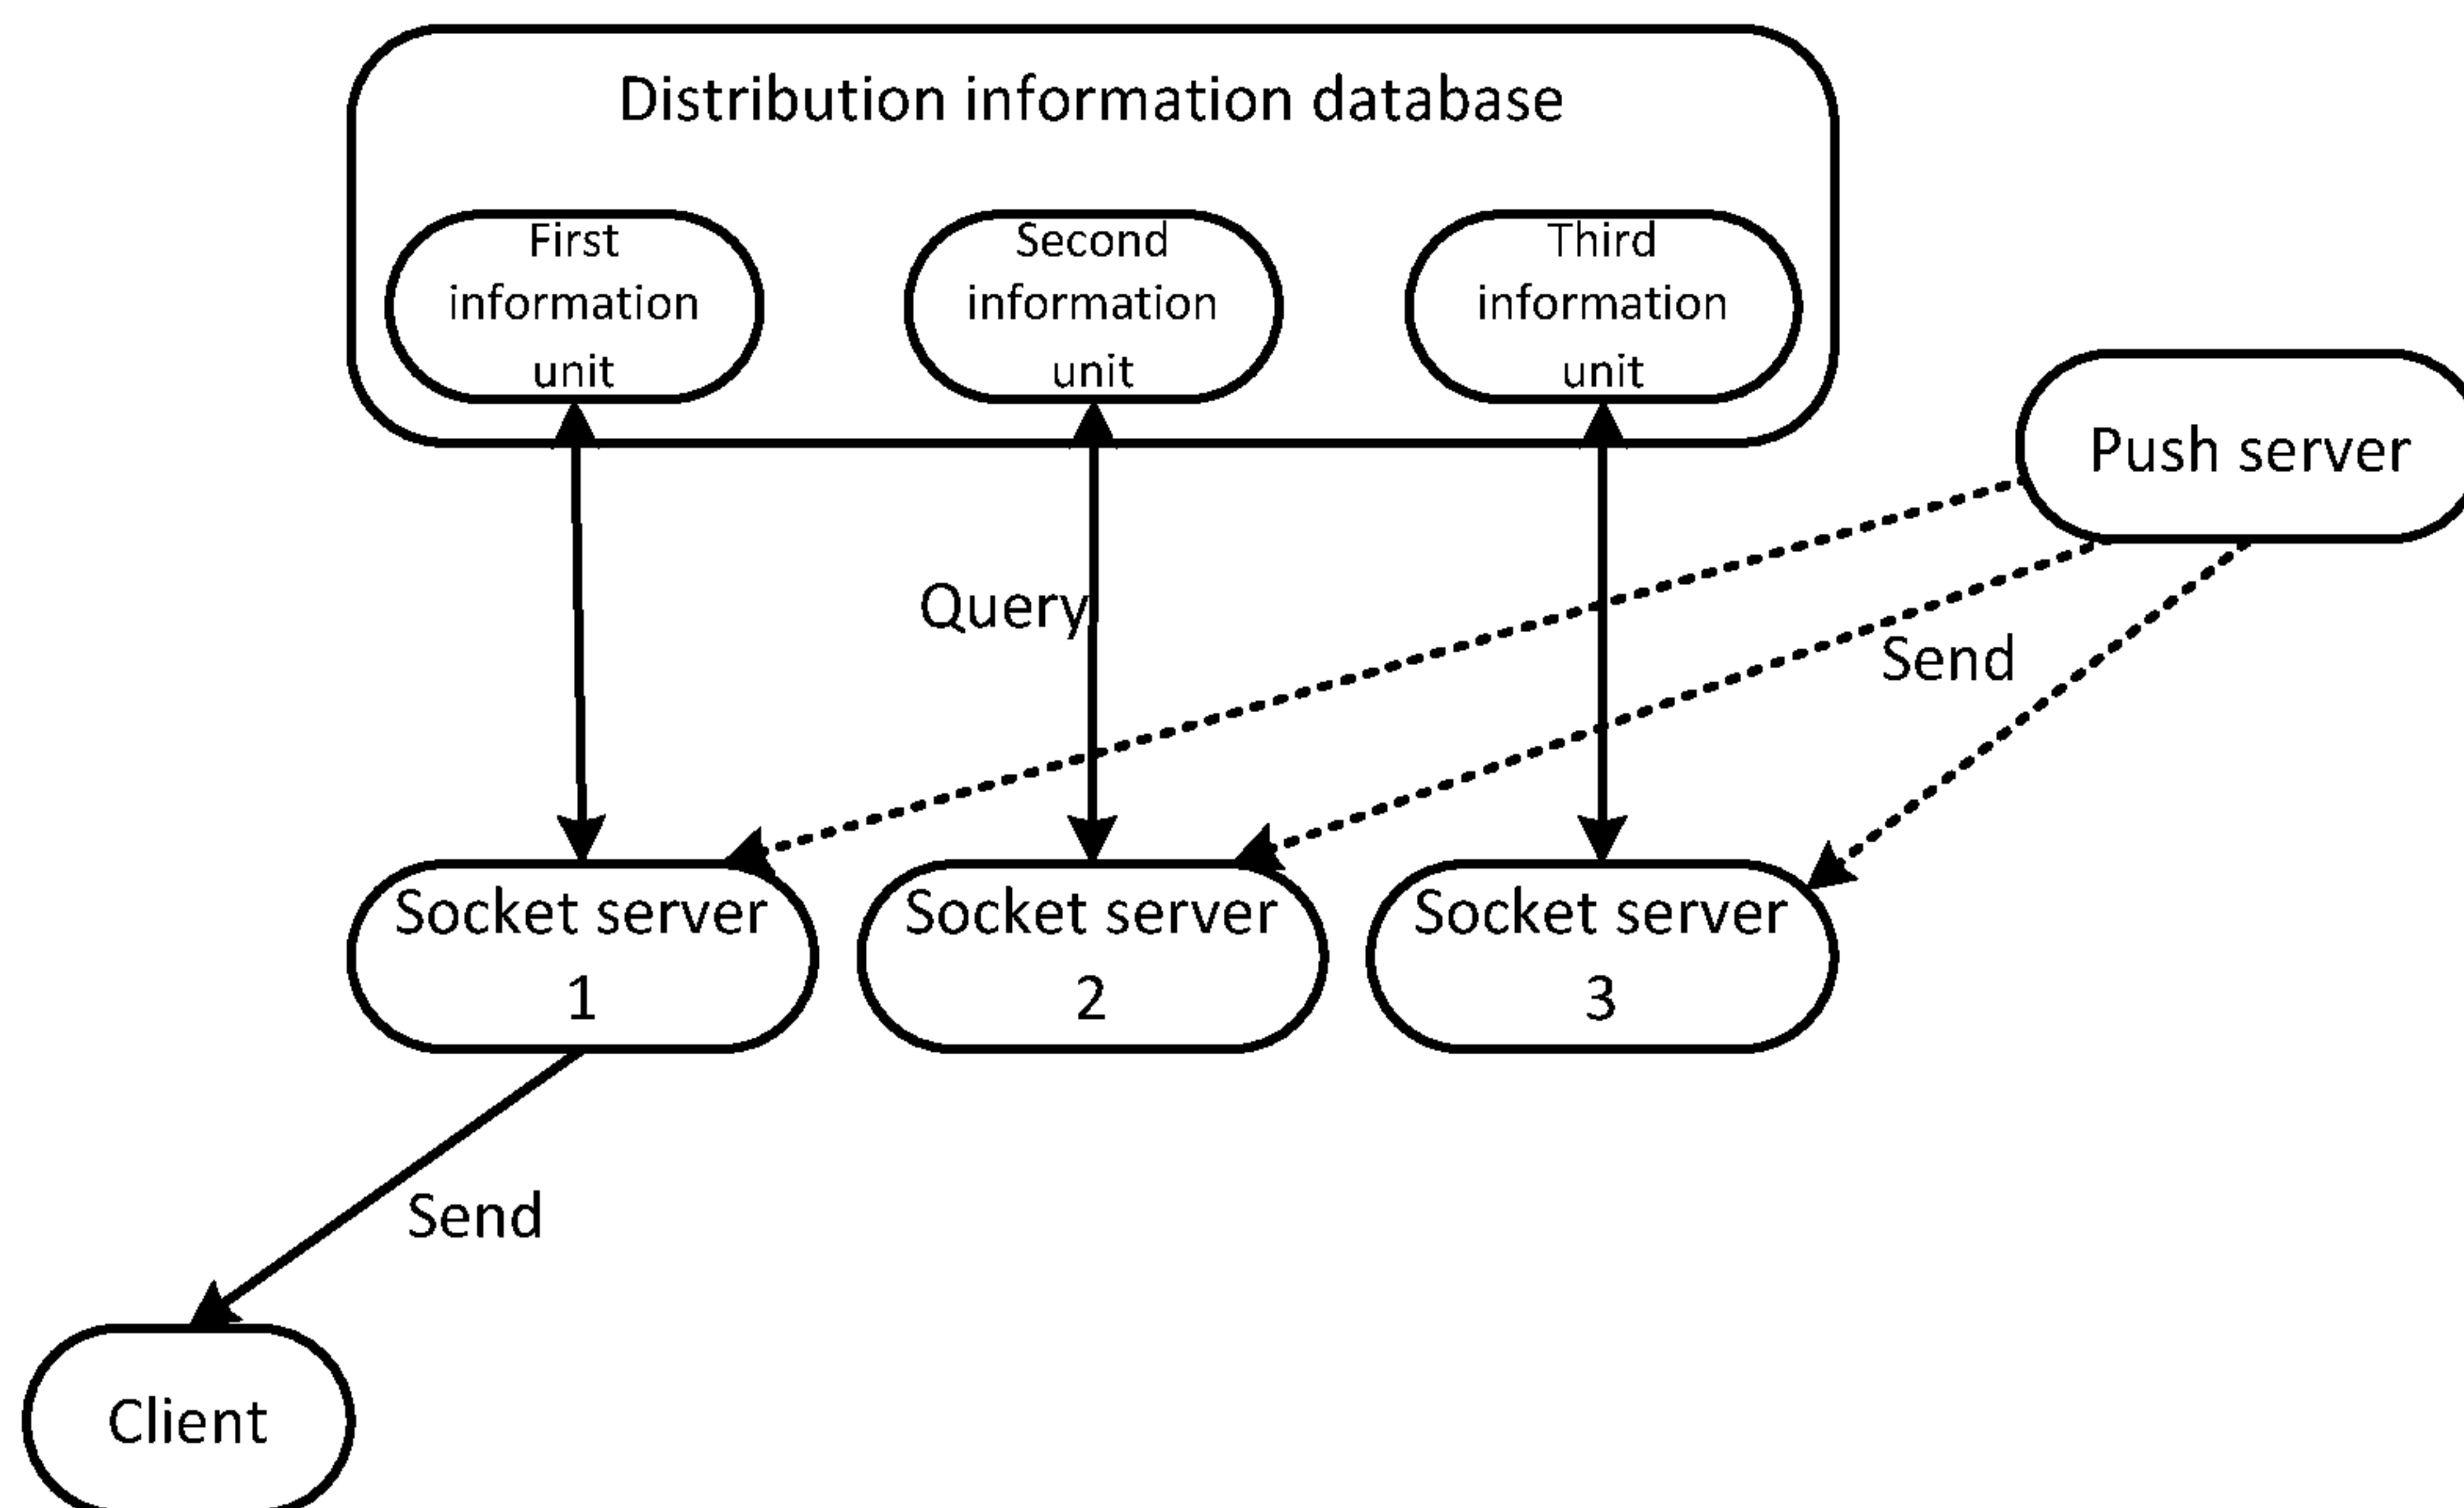 Distribution information database
First
information
unit
Second
information
unit
Third
information
unit
Push server
Query
Send
Socket server
1
Socket server
2
Socket server
3
Send
Client